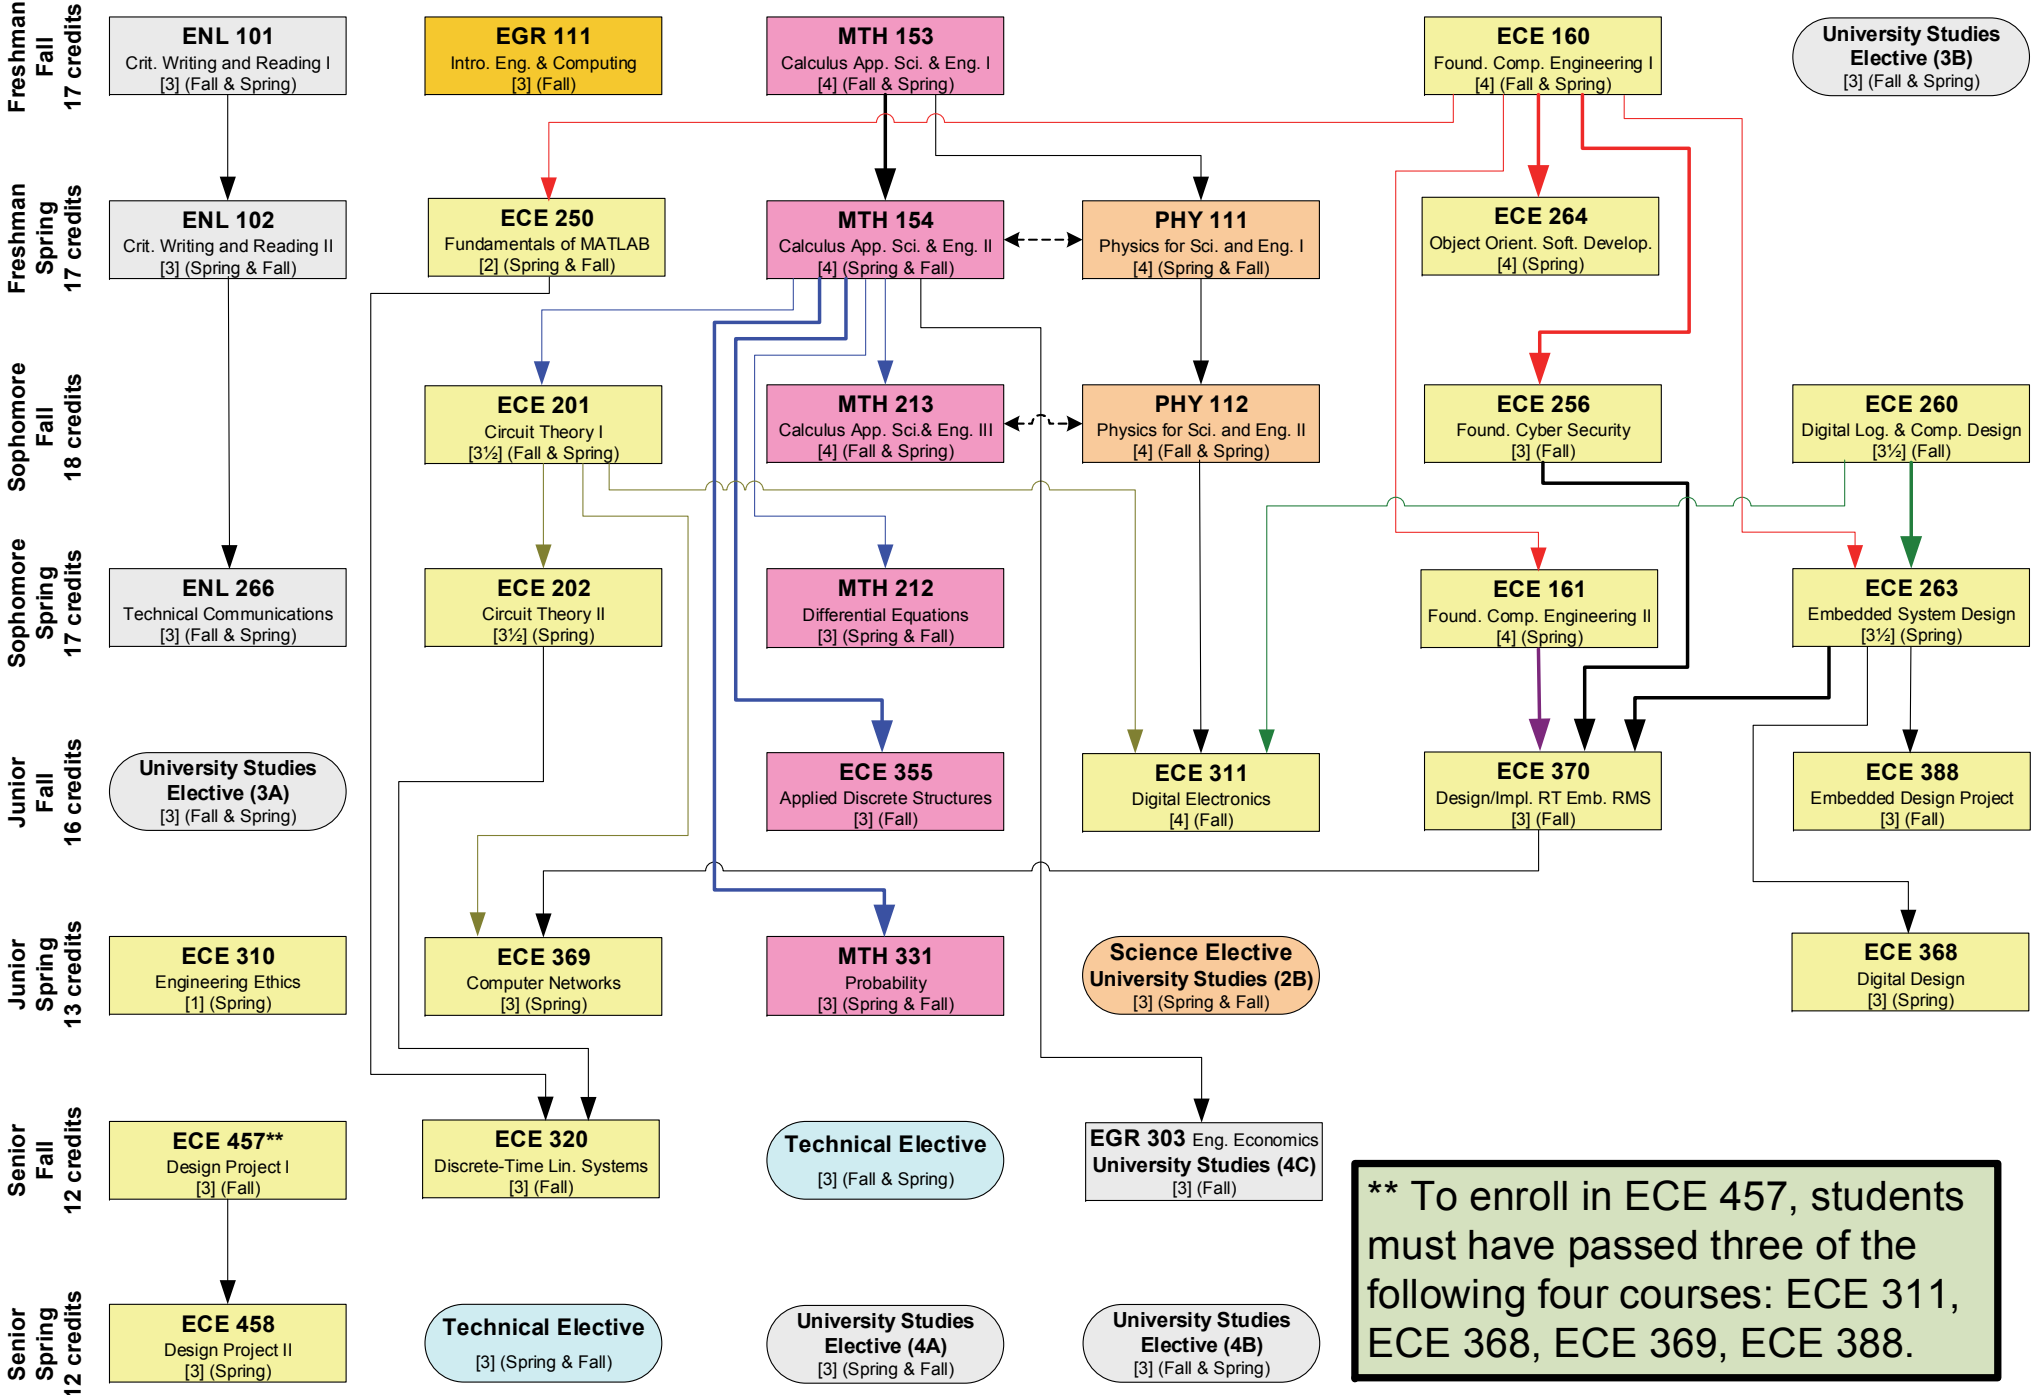 Freshman
Fall
17 credits
ENL 101
Crit. Writing and Reading I
[3] (Fall & Spring)
EGR 111
Intro. Eng. & Computing
[3] (Fall)
MTH 153
Calculus App. Sci. & Eng. I
[4] (Fall & Spring)
ECE 160
Found. Comp. Engineering I
[4] (Fall & Spring)
University Studies
Elective (3B)
[3] (Fall & Spring)
Freshman
Spring
17 credits
ENL 102
Crit. Writing and Reading II
[3] (Spring & Fall)
ECE 250
Fundamentals of MATLAB
[2] (Spring & Fall)
MTH 154
Calculus App. Sci. & Eng. II
[4] (Spring & Fall)
PHY 111
Physics for Sci. and Eng. I
[4] (Spring & Fall)
ECE 264
Object Orient. Soft. Develop.
[4] (Spring)
Sophomore
Fall
18 credits
ECE 201
Circuit Theory I
[3½] (Fall & Spring)
MTH 213
Calculus App. Sci.& Eng. III
[4] (Fall & Spring)
PHY 112
Physics for Sci. and Eng. II
[4] (Fall & Spring)
ECE 256
Found. Cyber Security
[3] (Fall)
ECE 260
Digital Log. & Comp. Design
[3½] (Fall)
Sophomore
Spring
17 credits
ENL 266
Technical Communications
[3] (Fall & Spring)
ECE 202
Circuit Theory II
[3½] (Spring)
MTH 212
Differential Equations
[3] (Spring & Fall)
ECE 161
Found. Comp. Engineering II
[4] (Spring)
ECE 263
Embedded System Design
[3½] (Spring)
Junior
Fall
16 credits
University Studies
Elective (3A)
[3] (Fall & Spring)
ECE 355
Applied Discrete Structures
[3] (Fall)
ECE 311
Digital Electronics
[4] (Fall)
ECE 370
Design/Impl. RT Emb. RMS
[3] (Fall)
ECE 388
Embedded Design Project
[3] (Fall)
Junior
Spring
13 credits
ECE 310
Engineering Ethics
[1] (Spring)
ECE 369
Computer Networks
[3] (Spring)
MTH 331
Probability
[3] (Spring & Fall)
Science Elective
University Studies (2B)
[3] (Spring & Fall)
ECE 368
Digital Design
[3] (Spring)
Senior
Fall
12 credits
ECE 457**
Design Project I
[3] (Fall)
ECE 320
Discrete-Time Lin. Systems
[3] (Fall)
Technical Elective
[3] (Fall & Spring)
EGR 303 Eng. Economics
University Studies (4C)
[3] (Fall)
Senior
Spring
12 credits
ECE 458
Design Project II
[3] (Spring)
Technical Elective
[3] (Spring & Fall)
University Studies
Elective (4A)
[3] (Spring & Fall)
University Studies
Elective (4B)
[3] (Fall & Spring)
** To enroll in ECE 457, students
must have passed three of the
following four courses: ECE 311,
ECE 368, ECE 369, ECE 388.